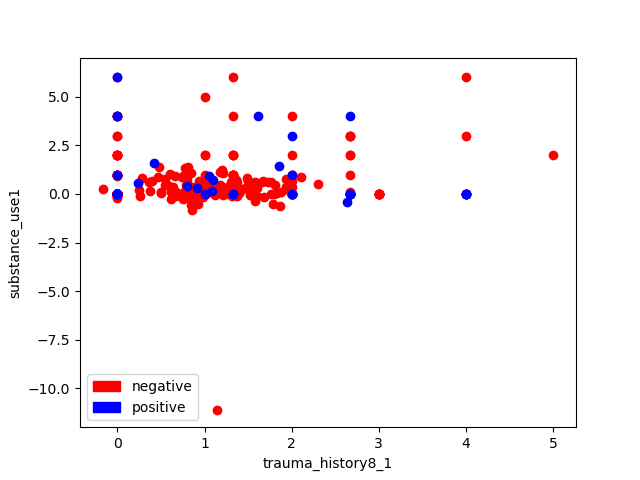 5.0
2.5
0.0
−2.5
−5.0
−7.5
−10.0
substance_use1
negative
positive
0 1 2 3 4 5
trauma_history8_1